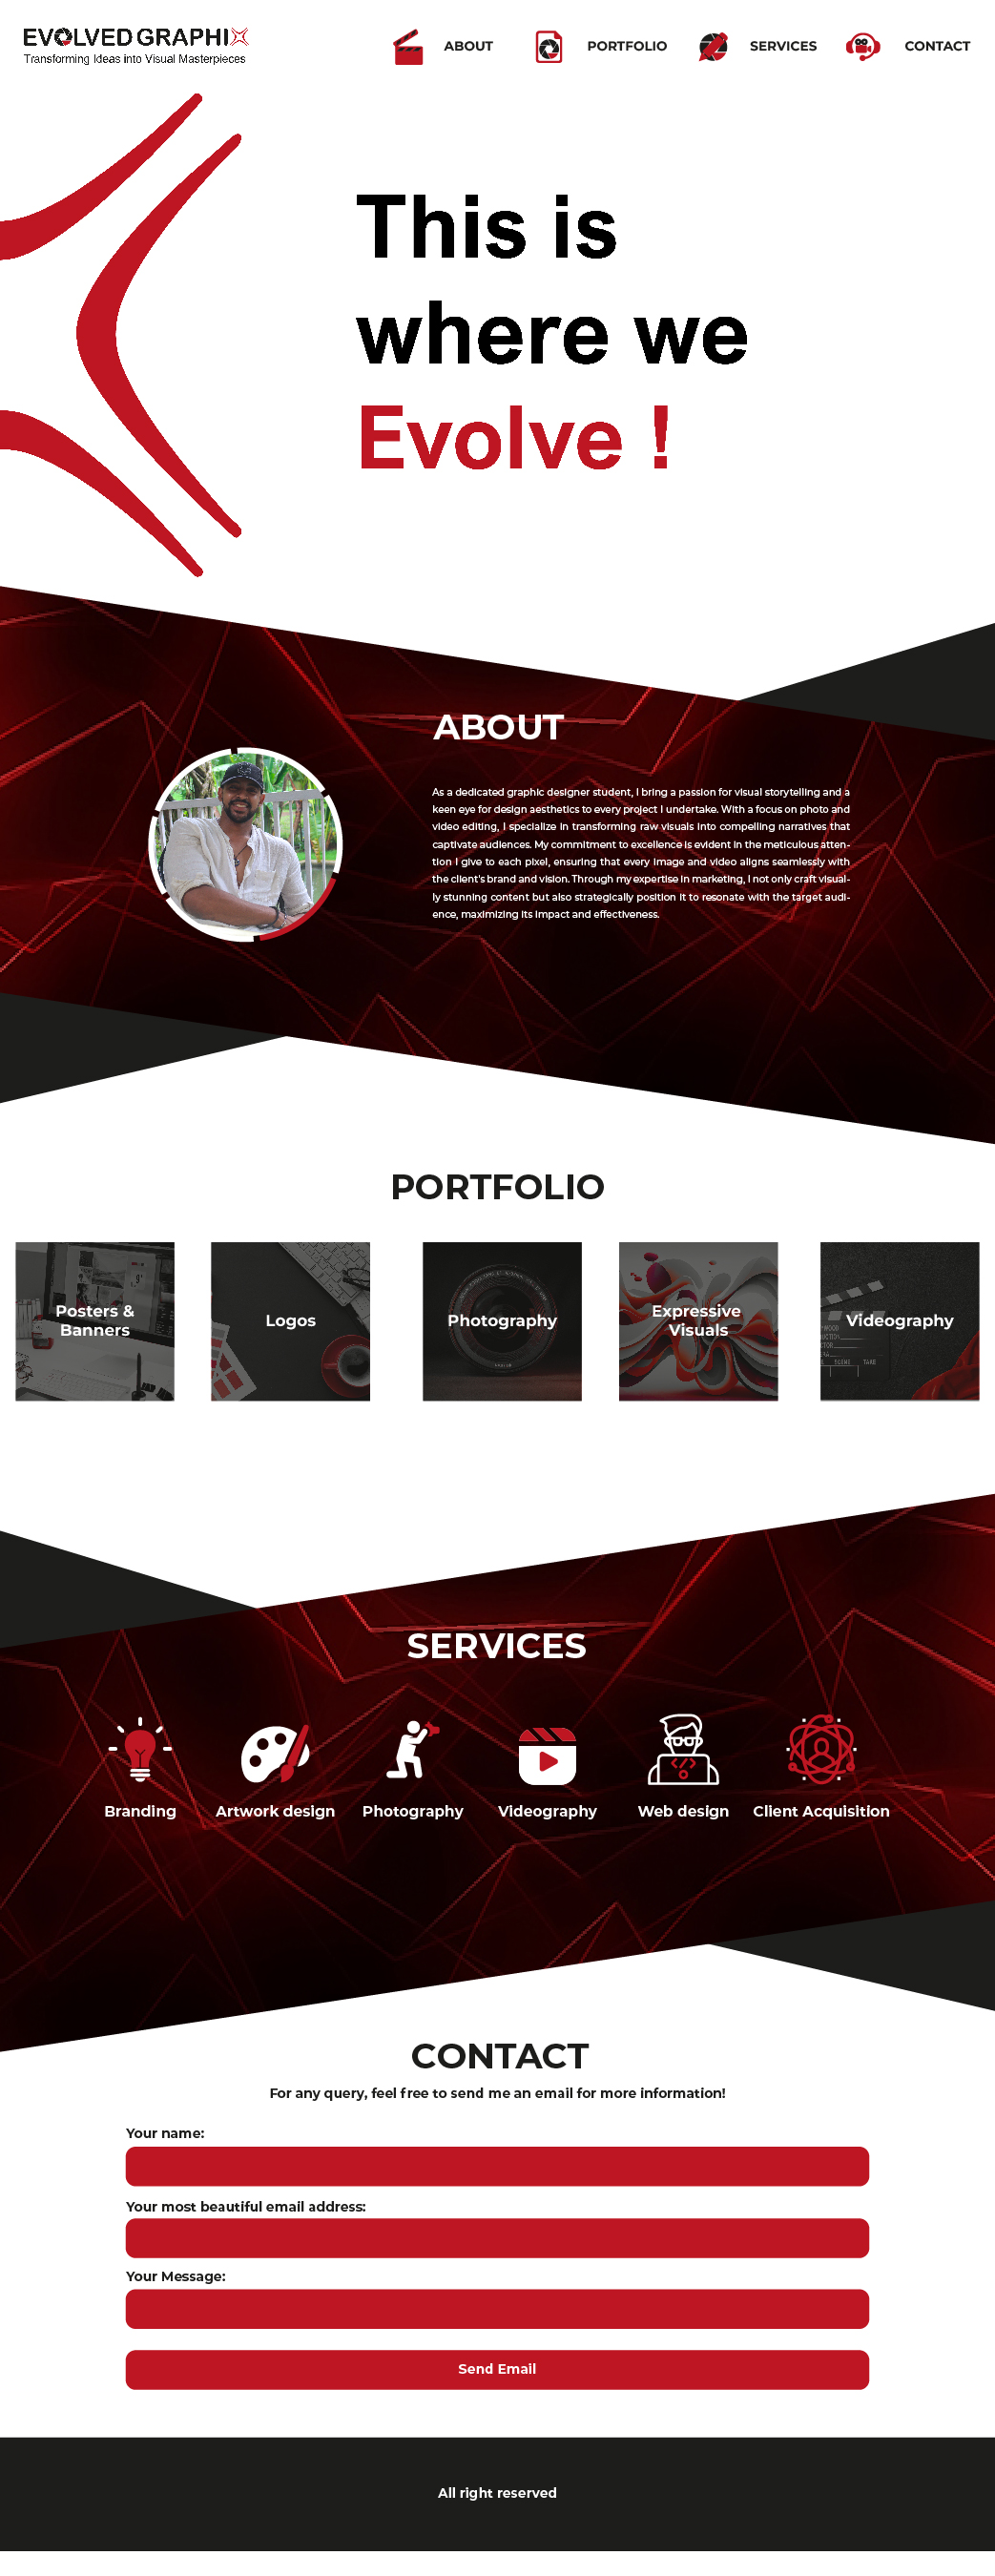 EVOLVED GRAPHIX
Transforming Ideas into Visual Masterpieces
ABOUT
PORTFOLIO
SERVICES
CONTACT
This is
where we
Evolve !
ABOUT
As a dedicated graphic designer student, I bring a passion for visual storytelling and a
keen eye for design aesthetics to every project I undertake. With a focus on photo and
video editing, I specialize in transforming raw visuals into compelling narratives that
captivate audiences. My commitment to excellence is evident in the meticulous atten-
tion I give to each pixel, ensuring that every image and video aligns seamlessly with
the client's brand and vision. Through my expertise in marketing, I not only craft visual-
ly stunning content but also strategically position it to resonate with the target audi-
ence, maximizing its impact and effectiveness.
PORTFOLIO
Posters &
Banners
Logos
Photography
Expressive
Visuals
Videography
SCENE TAKE
SERVICES
Branding
Artwork design
Photography
Videography
Web design
Client Acquisition
CONTACT
For any query, feel free to send me an email for more information!
Your name:
Your most beautiful email address:
Your Message:
Send Email
All right reserved